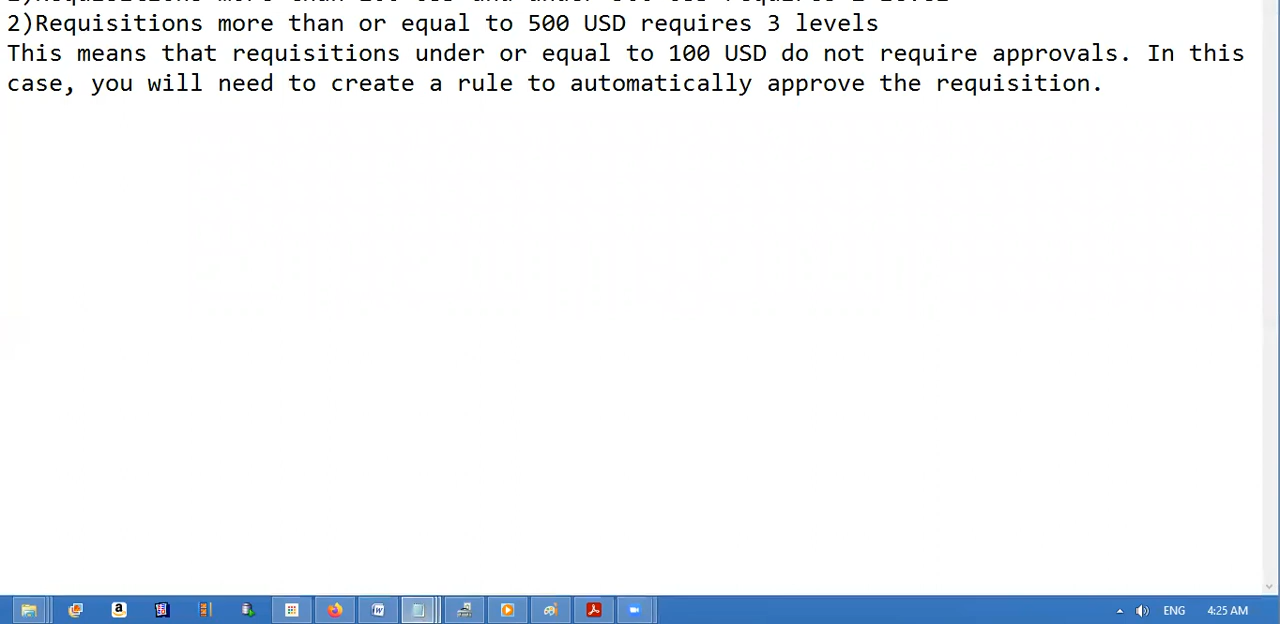 2)Requisitions more than or equal to 500 USD requires 3 levels
This means that requisitions under or equal to 100 USD do not require approvals. In this
case, you will need to create a rule to automatically approve the requisition.
ENG 4:25 AM